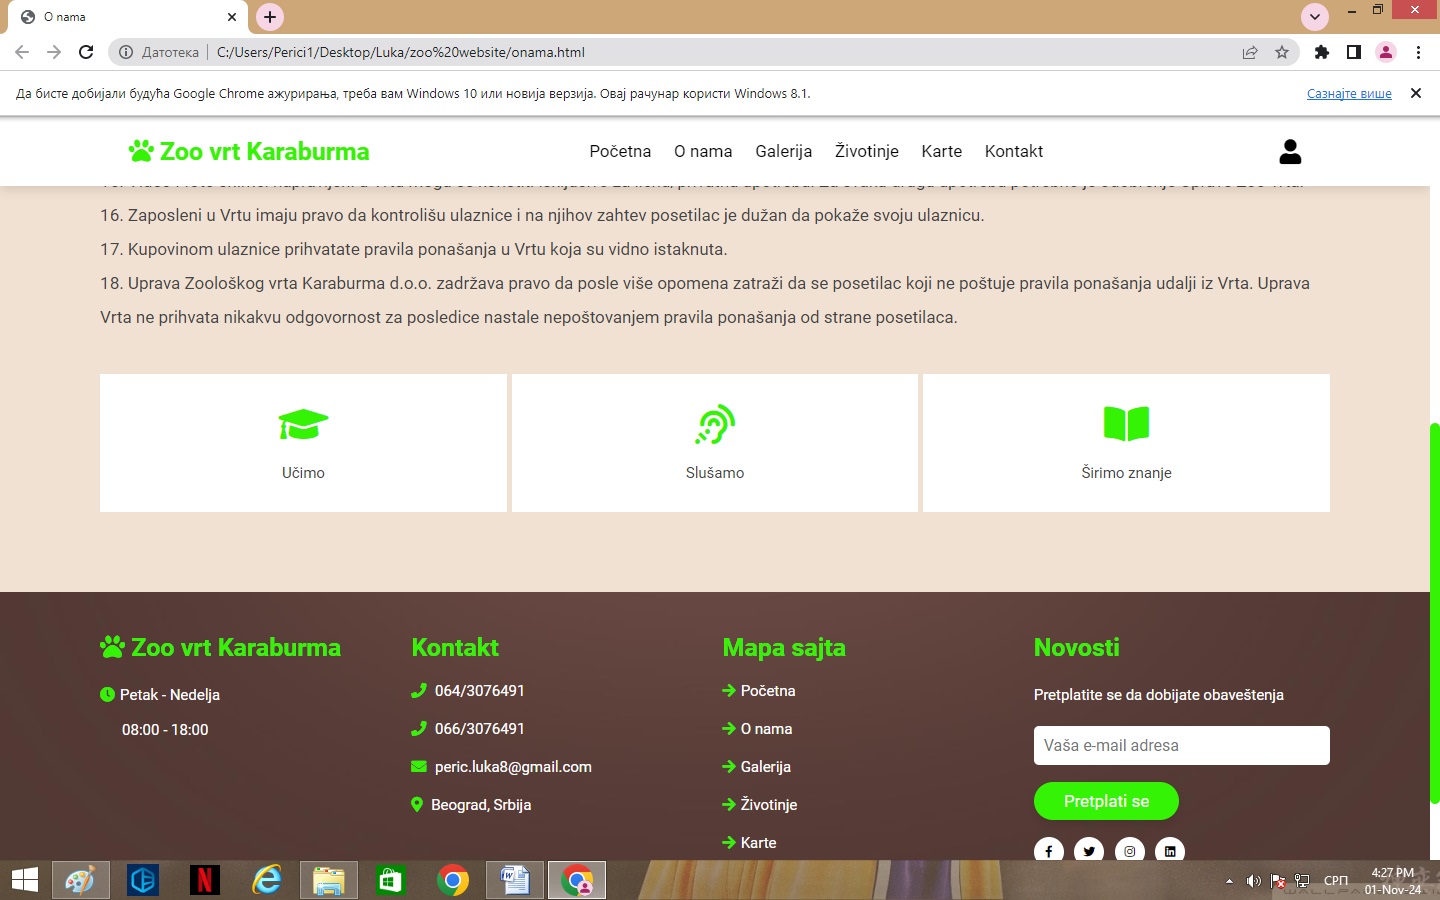 O nama
Датотека
C:/Users/Perici1/Desktop/Luka/zoo%20website/onama.html
Да бисте добијали будућа Google Chrome ажурирања, треба вам Windows 10 или новија верзија. Овај рачунар користи Windows 8.1.
Сазнајте више
Zoo vrt Karaburma
Početna O nama Galerija Životinje Karte Kontakt
16. Zaposleni u Vrtu imaju pravo da kontrolišu ulaznice i na njihov zahtev posetilac je dužan da pokaže svoju ulaznicu.
17. Kupovinom ulaznice prihvatate pravila ponašanja u Vrtu koja su vidno istaknuta.
18. Uprava Zoološkog vrta Karaburma d.o.o. zadržava pravo da posle više opomena zatraži da se posetilac koji ne poštuje pravila ponašanja udalji iz Vrta. Uprava
Vrta ne prihvata nikakvu odgovornost za posledice nastale nepoštovanjem pravila ponašanja od strane posetilaca.
Učimo
Slušamo
Širimo znanje
Zoo vrt Karaburma
Petak - Nedelja
08:00 - 18:00
Kontakt
064/3076491
066/3076491
peric.luka8@gmail.com
Beograd, Srbija
Mapa sajta
Početna
O nama
Galerija
Životinje
Karte
Novosti
Pretplatite se da dobijate obaveštenja
Vaša e-mail adresa
Pretplati se
СРП
4:27 PM
01-Nov-24